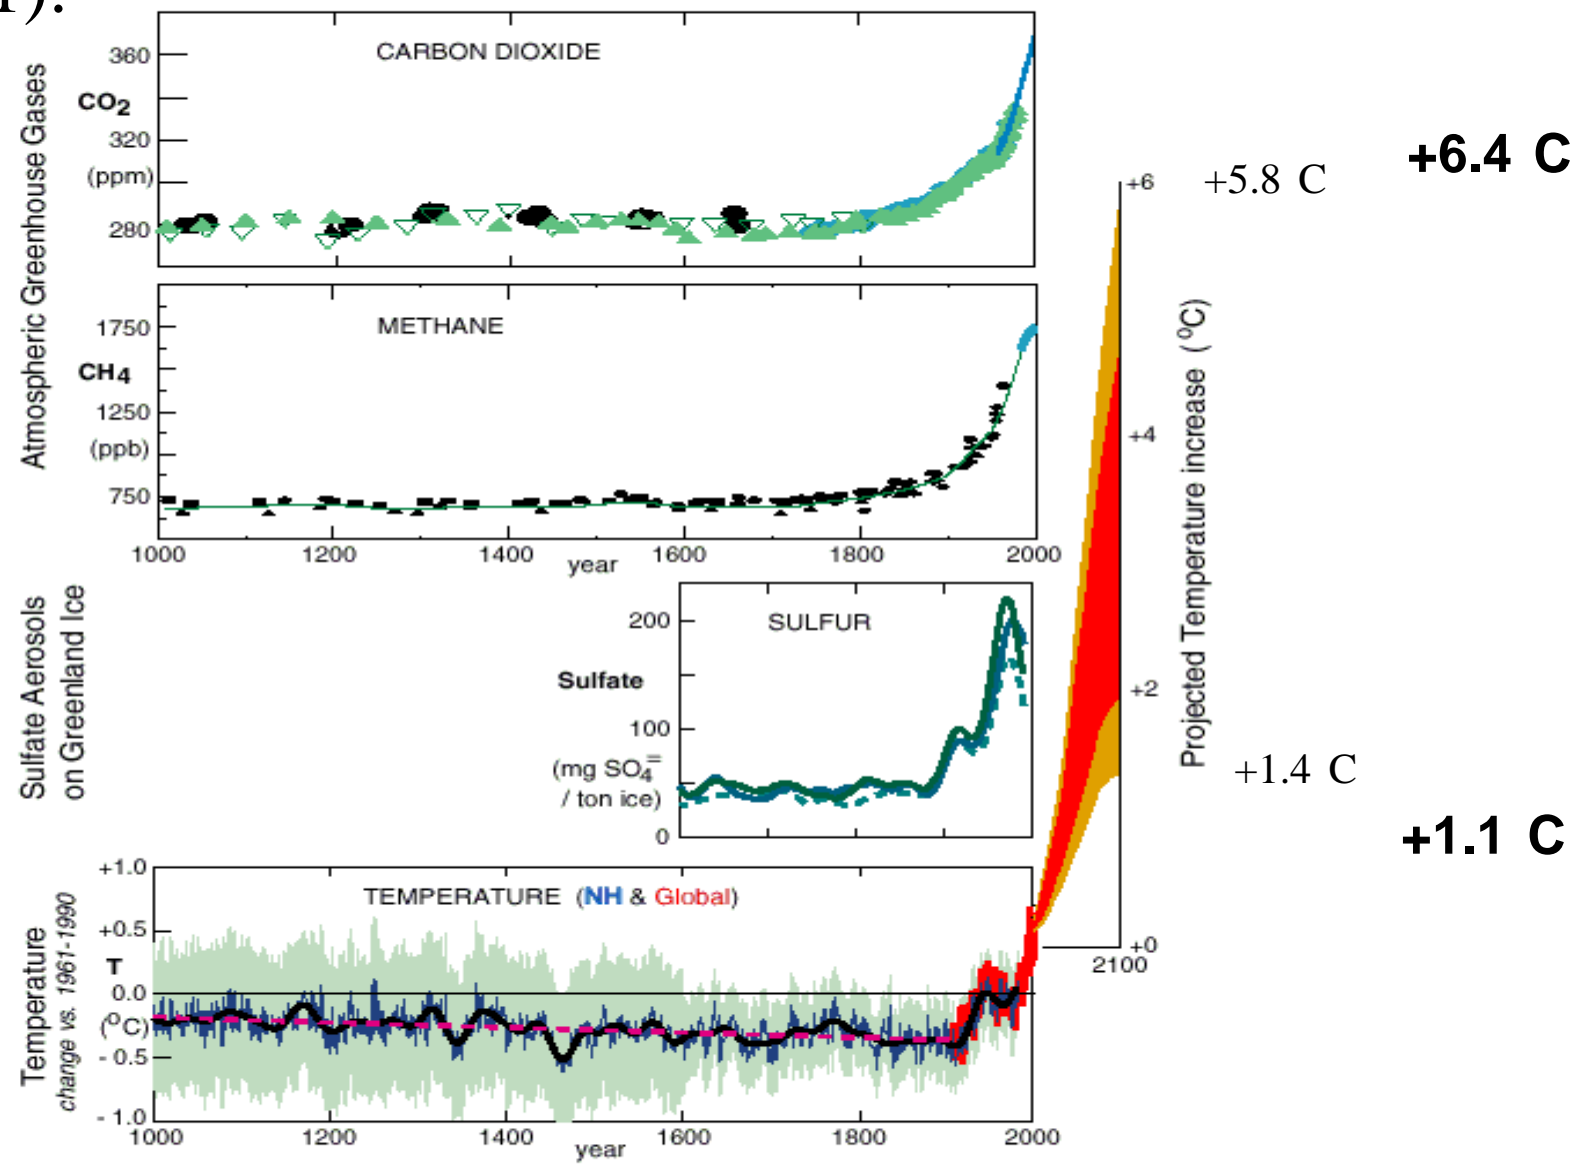 1).
CARBON DIOXIDE
Atmospheric Greenhouse Gases
360
CO2
320
(ppm)
280
METHANE
1750
CH4
1250
(ppb)
750
1000 1200 1400 1600 1800 2000
year
Sulfate Aerosols
on Greenland Ice
SULFUR
200
Sulfate
100
(mg SO4=
/ ton ice)
0
Temperature
change vs. 1961-1990
TEMPERATURE (NH & Global)
+1.0
+0.5
T
0.0
(°C)
- 0.5
- 1.0
1000 1200 1400 1600 1800 2000
year
+6
+4
+2
+0
2100
Projected Temperature increase (°C)
+5.8 C
+6.4 C
+1.4 C
+1.1 C